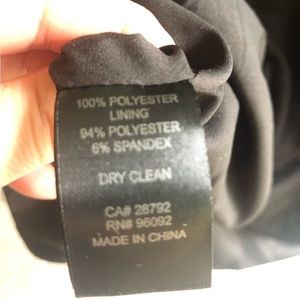 100% POLYESTER
LINING
94% POLYESTER
6% SPANDEX
DRY CLEAN
CA# 28792
RN# 96092
MADE IN CHINA